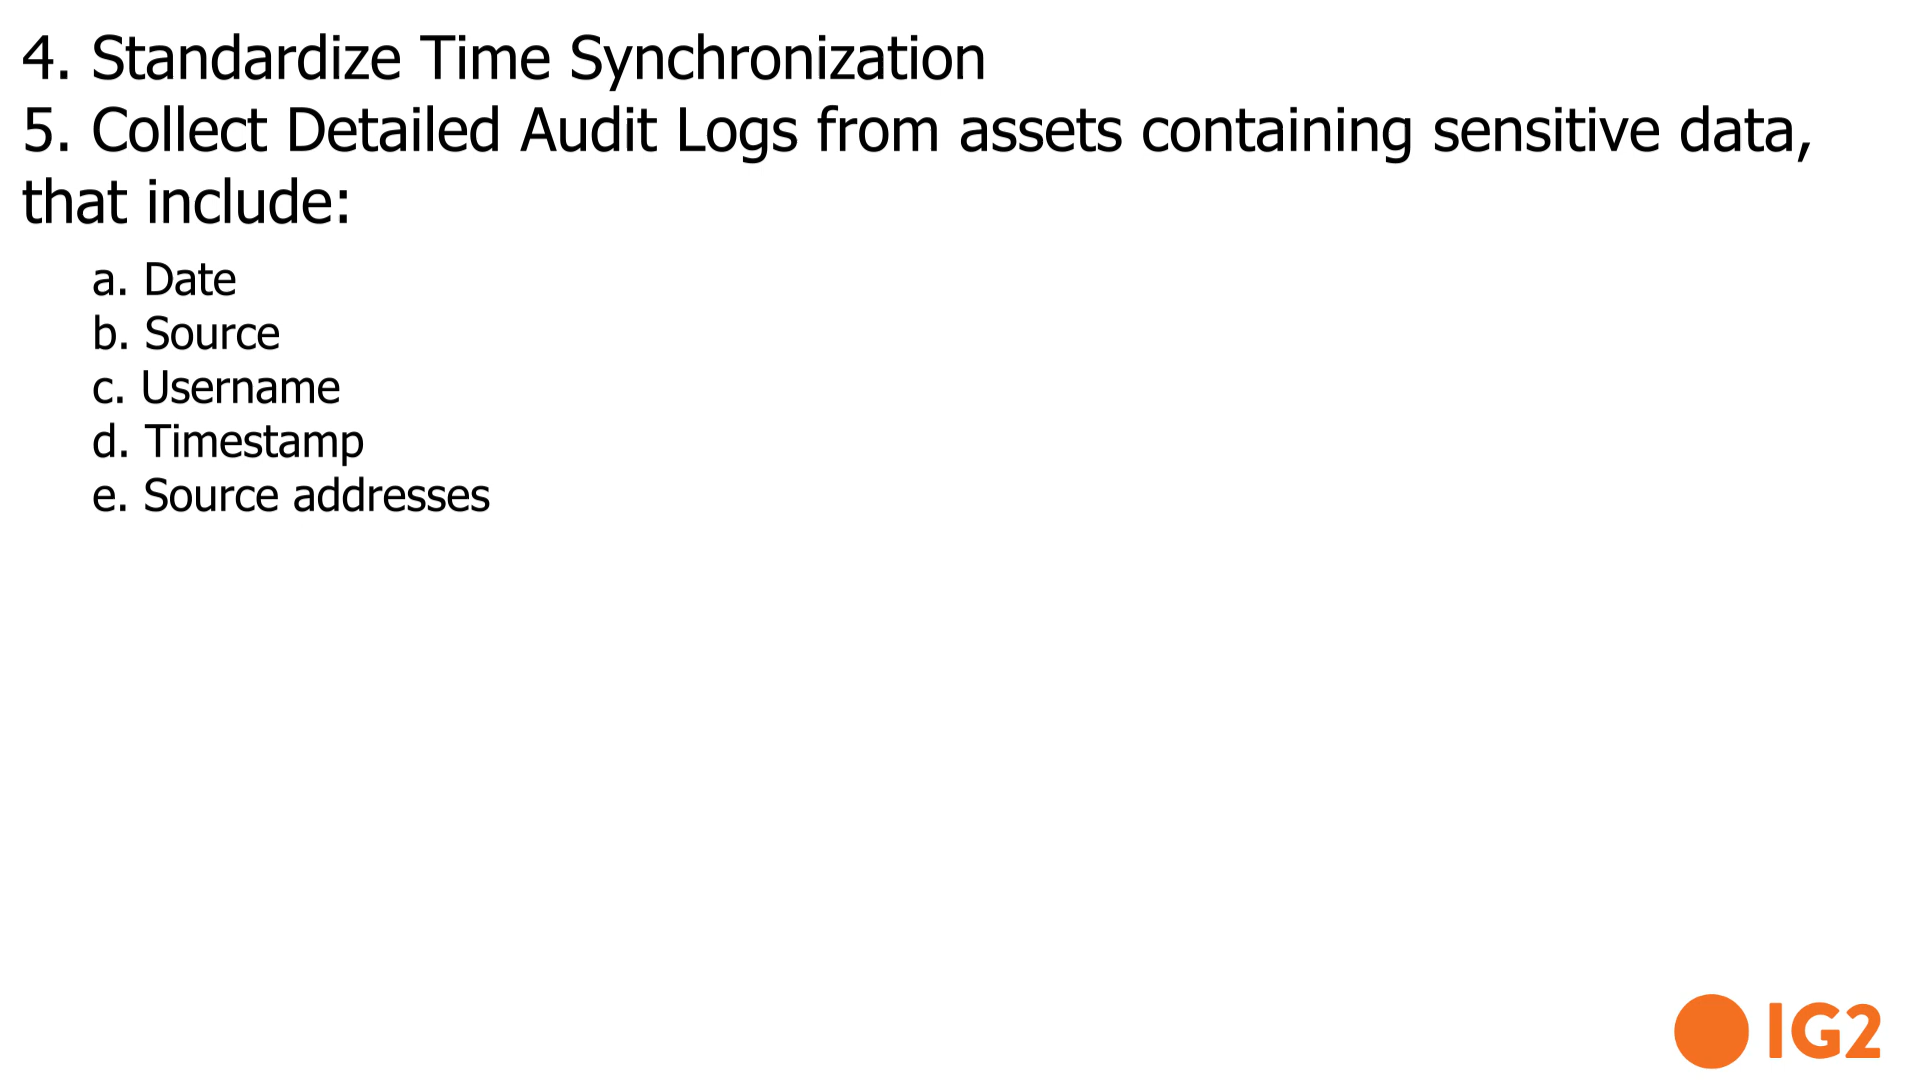 4. Standardize Time Synchronization
5. Collect Detailed Audit Logs from assets containing sensitive data,
that include:
a. Date
b. Source
c. Username
d. Timestamp
e. Source addresses
IG2